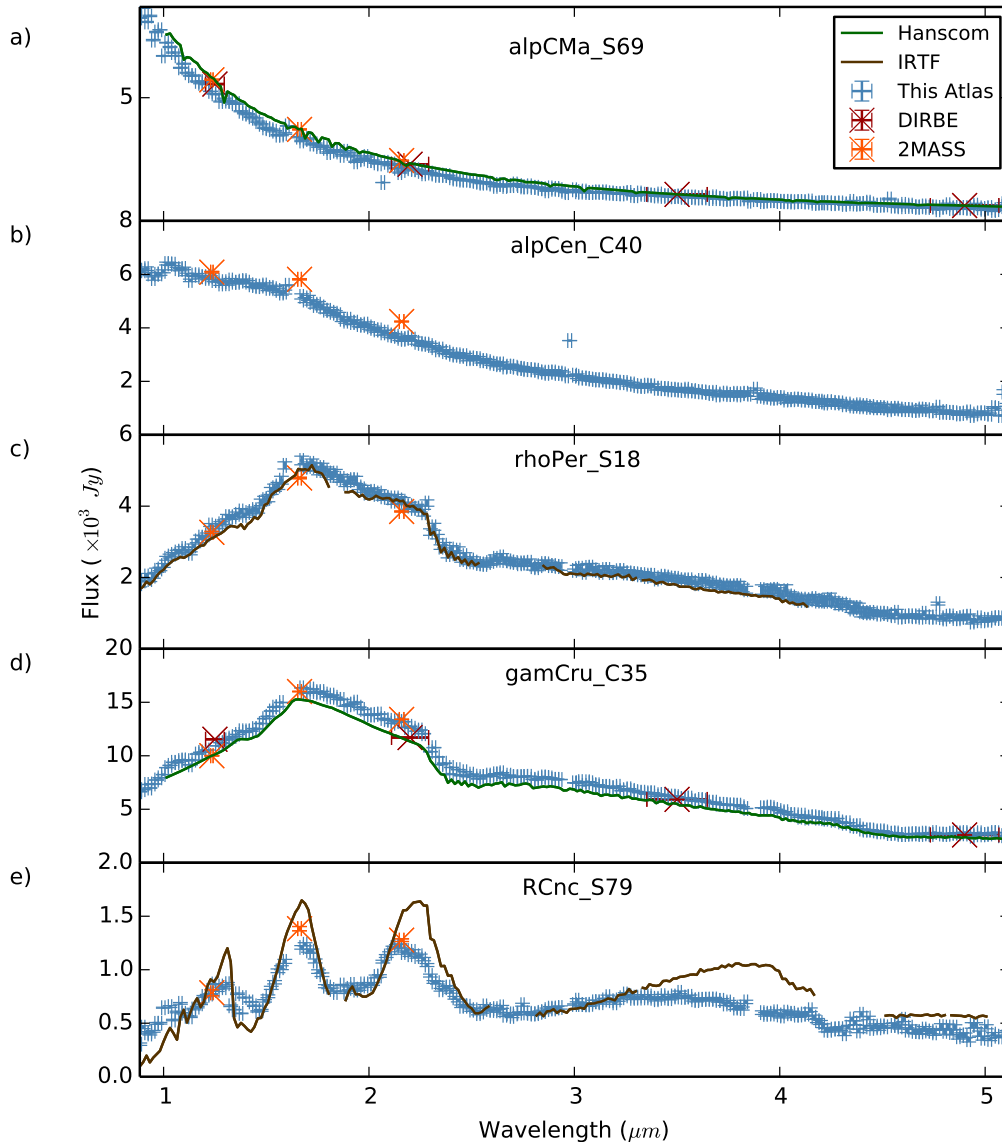 a)
alpCMa_S69
Hanscom
IRTF
This Atlas
DIRBE
2MASS
5
8
b)
alpCen_C40
6
4
2
6
c)
rhoPer_S18
4
2
20
Flux ( ×10³ Jy)
d)
gamCru_C35
15
10
5
2.0
e)
RCnc_S79
1.5
1.0
0.5
0.0
1 2 3 4 5
Wavelength (μm)